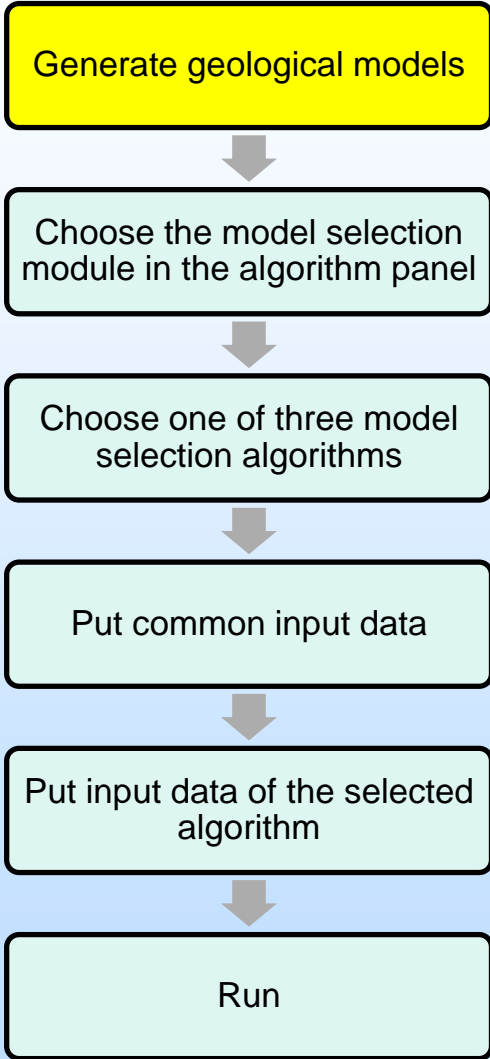 Generate geological models
Choose the model selection
module in the algorithm panel
Choose one of three model
selection algorithms
Put common input data
Put input data of the selected
algorithm
Run